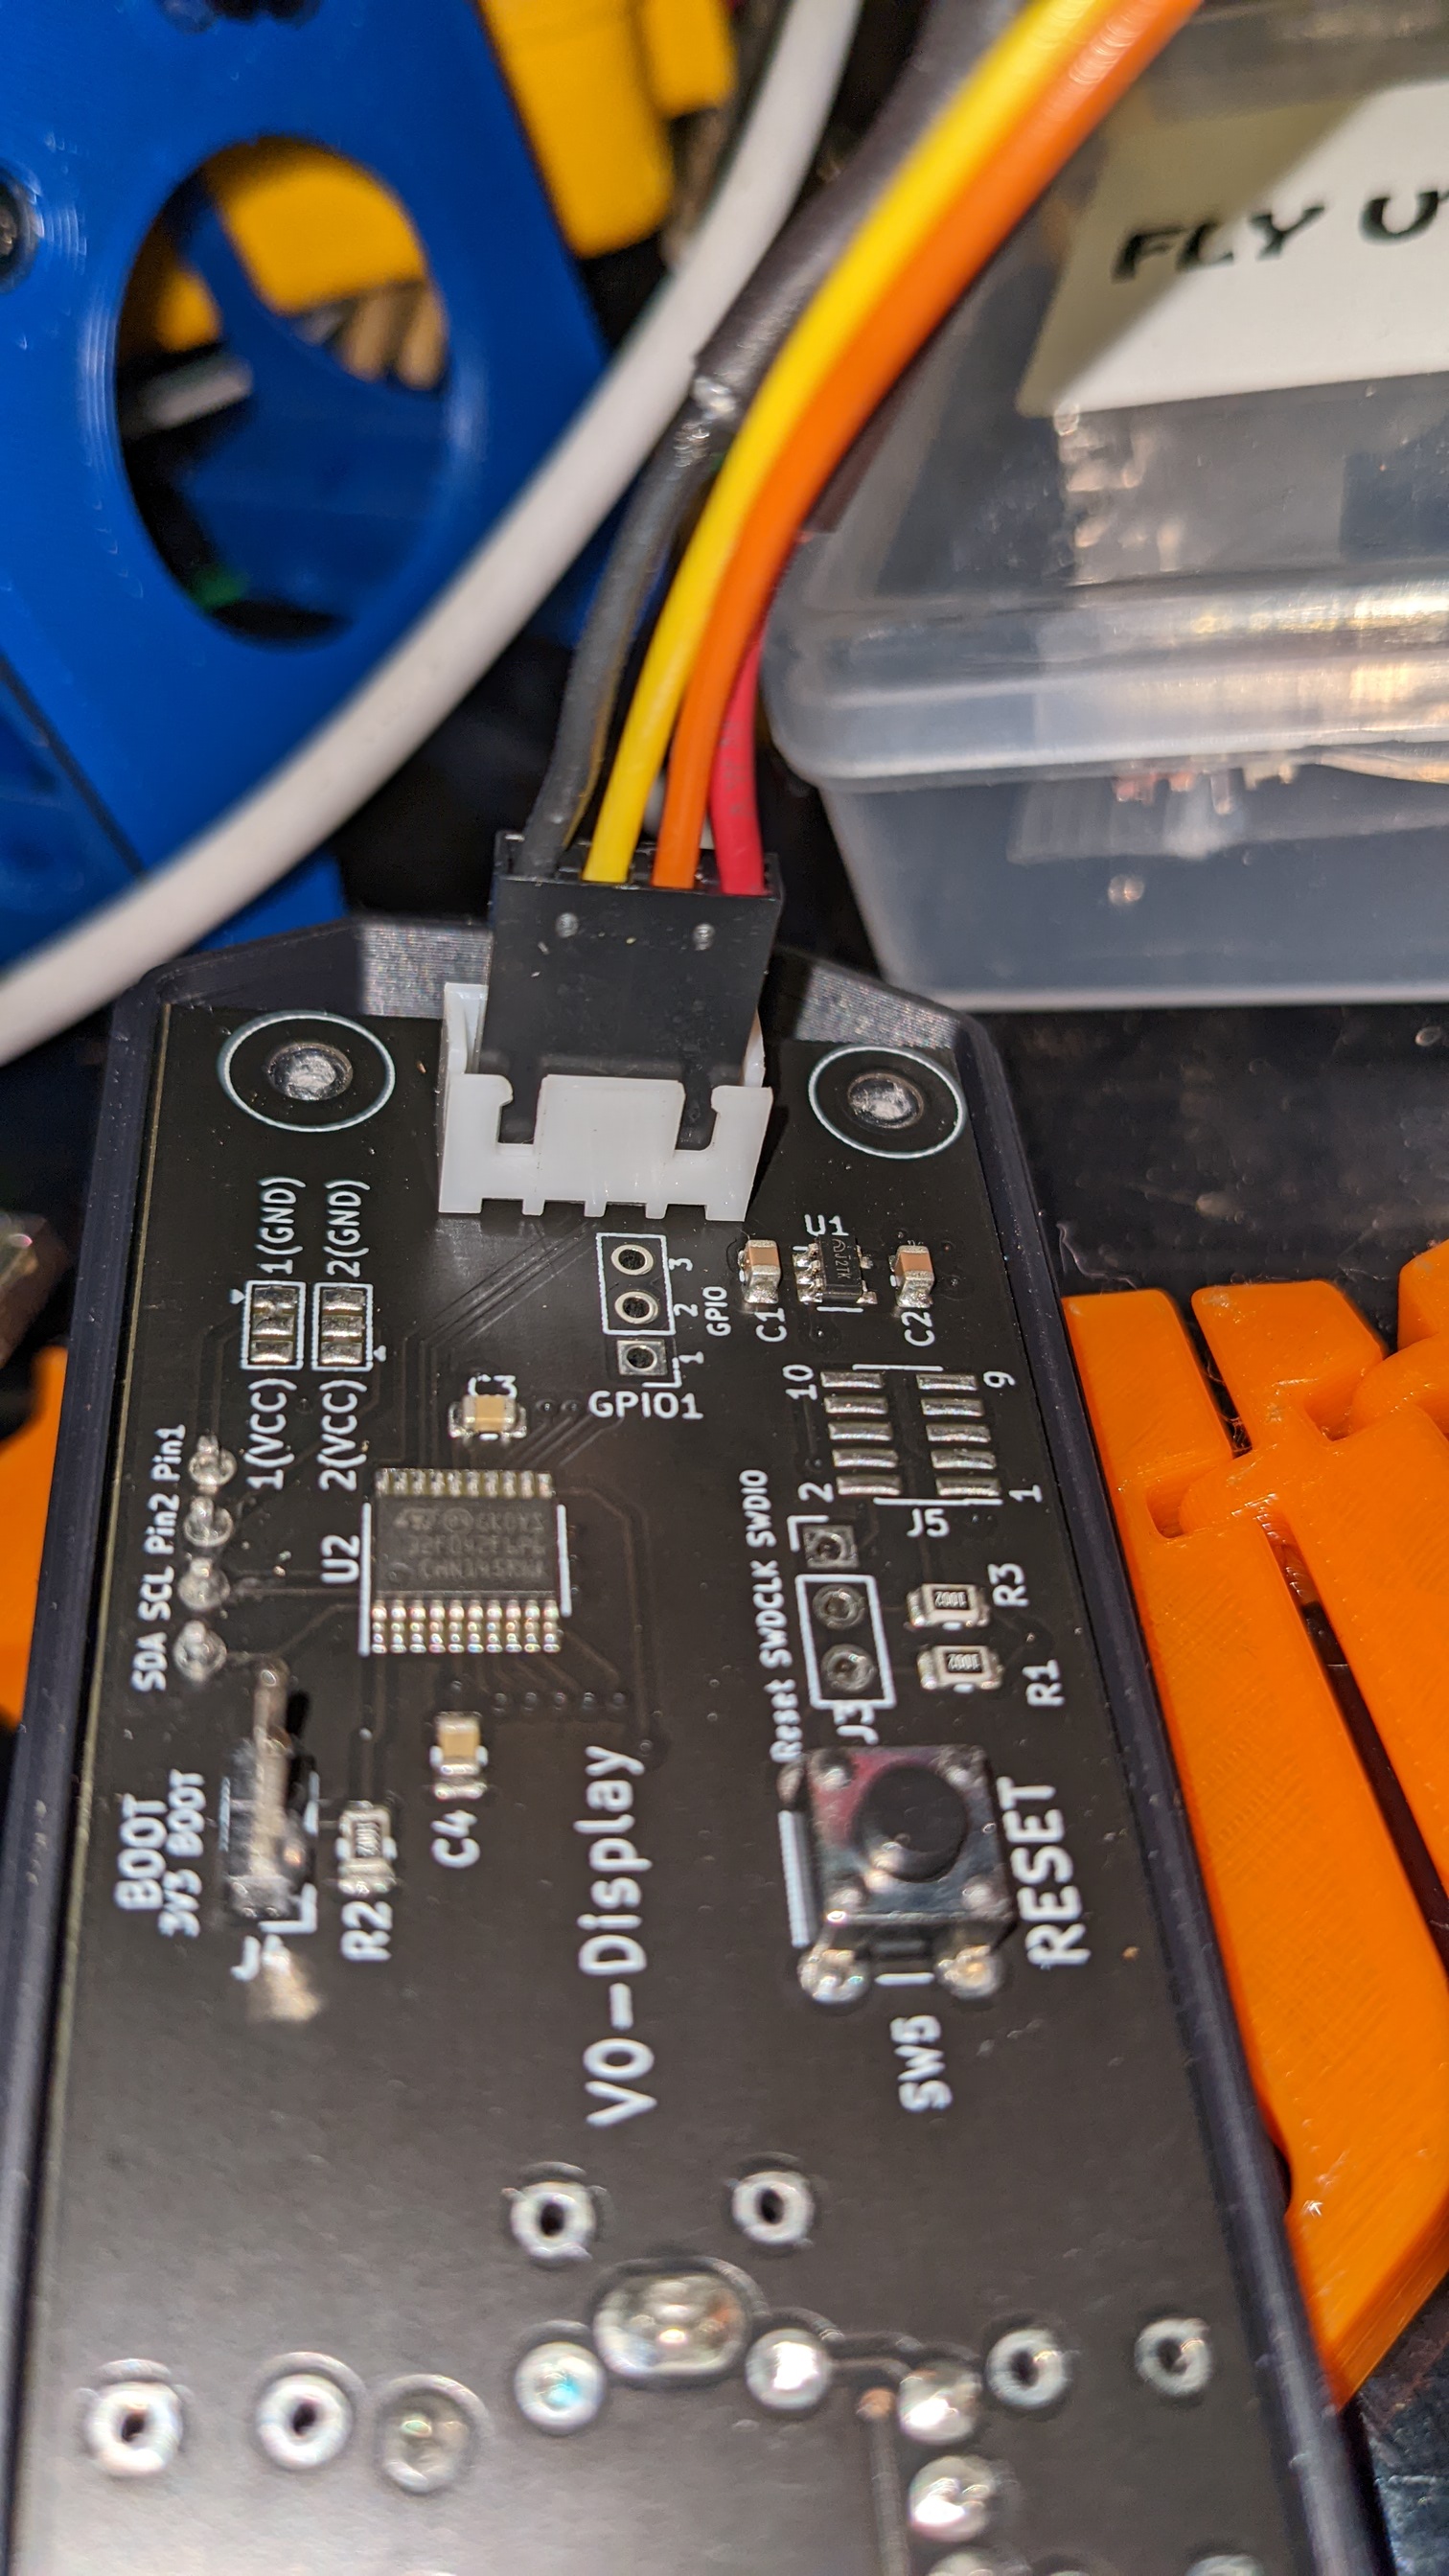 FLY U
1(GND)
2(GND)
1(VCC)
2(VCC)
3
2
1
GPIO
GPIO1
U1
C1
C2
10
9
2
1
J5
SDA SCL Pin2 Pin1
U2
Reset SWDCLK SWDIO
J3
R3
1002
R1
1002
BOOT
3V3 BOOT
R2
C4
VO-Display
RESET
SW5